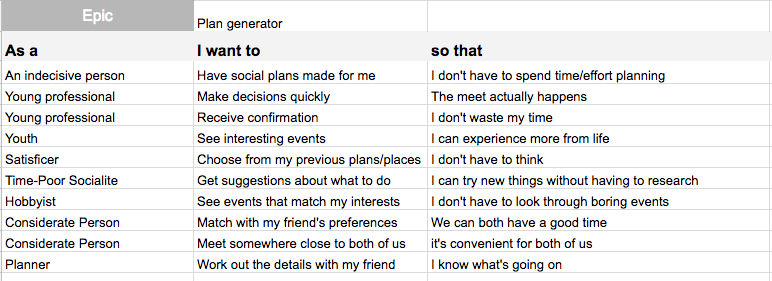 Epic Plan generator
As a I want to so that
An indecisive person Have social plans made for me I don't have to spend time/effort planning
Young professional Make decisions quickly The meet actually happens
Young professional Receive confirmation I don't waste my time
Youth See interesting events I can experience more from life
Satisficer Choose from my previous plans/places I don't have to think
Time-Poor Socialite Get suggestions about what to do I can try new things without having to research
Hobbyist See events that match my interests I don't have to look through boring events
Considerate Person Match with my friend's preferences We can both have a good time
Considerate Person Meet somewhere close to both of us it's convenient for both of us
Planner Work out the details with my friend I know what's going on